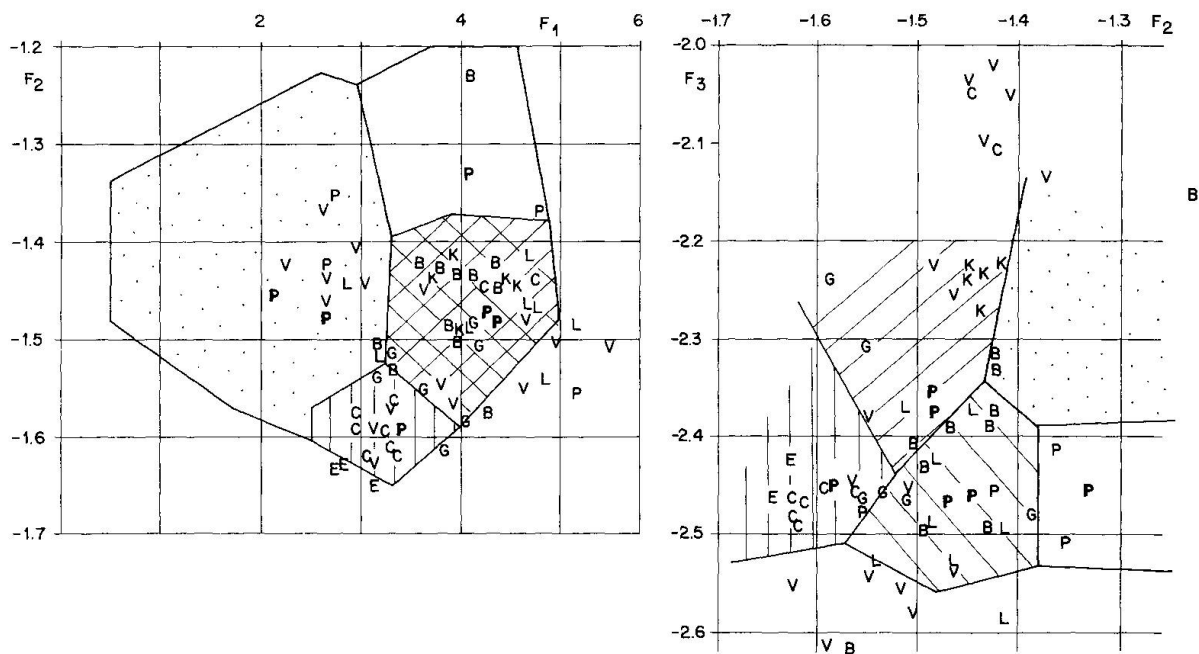 2 4 F1 6
-1.2
F2
B
-1.3
P
P
V P
-1.4
V
B B K B L
V P V L V
P V
K V B B B C B K K C
L L
-1.5
P B K B L G P P V L
B L G B G V V
G B G V V L P
-1.6
C C V C V P V G B
C C C G
E E V E
-1.7
-1.7 -1.6 -1.5 -1.4 -1.3 F2
-2.0
F3
V V C V
-2.1
V C
V
B
-2.2
G V K K K K
V K
-2.3
G B B
P P L L B
V
-2.4
B B B P
E B L
E C C C P V C G G P V G P P P P
C C B L B L G
-2.5
P
L L V V
V V L
-2.6
V B